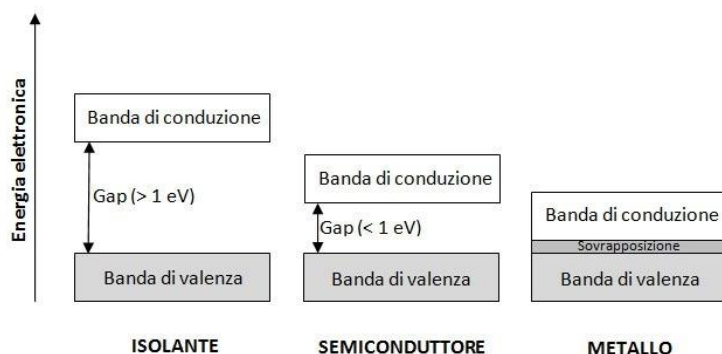 Energia elettronica
Banda di conduzione
Gap (> 1 eV)
Banda di valenza
ISOLANTE
Banda di conduzione
Gap (< 1 eV)
Banda di valenza
SEMICONDUTTORE
Banda di conduzione
Sovrapposizione
Banda di valenza
METALLO